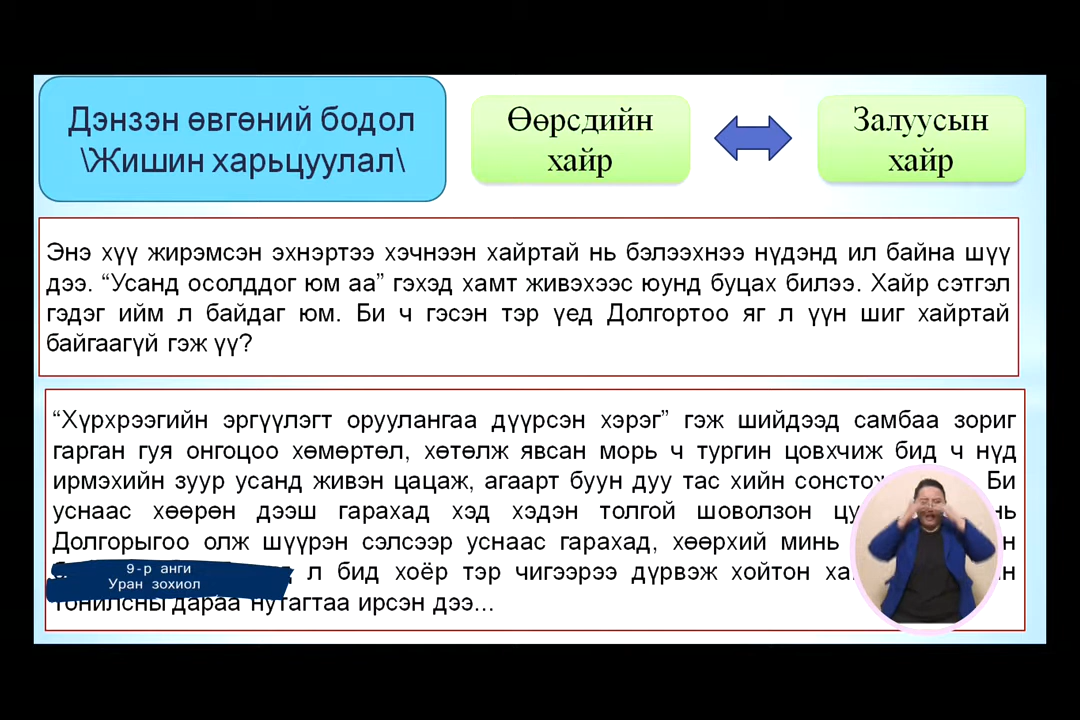 Дэнзэн өвгөний бодол
\Жишин харьцуулал\
Өөрсдийн
хайр
Залуусын
хайр
Энэ хүү жирэмсэн эхнэртээ хэчнээн хайртай нь бэлээхнээ нүдэнд ил байна шүү
дээ. “Усанд осолддог юм аа” гэхэд хамт живэхээс юунд буцах билээ. Хайр сэтгэл
гэдэг ийм л байдаг юм. Би ч гэсэн тэр үед Долгортоо яг л үүн шиг хайртай
байгаагүй гэж үү?
“Хүрхрээгийн эргүүлэгт оруулангаа дүүрсэн хэрэг” гэж шийдээд самбаа зориг
гарган гуя онгоцоо хөмөртөл, хөтөлж явсан морь ч тургин цовхчиж бид ч нүд
ирмэхийн зуур усанд живэн цацаж, агаарт буун дуу тас хийн Би
уснаас хөөрөн дээш гарахад хэд хэдэн толгой шоволзон
Долгорыгоо олж шүүрэн сэлсээр уснаас гарахад, хөөрхий минь
л бид хоёр тэр чигээрээ дүрвэж хойтон
тонилсны дараа нутагтаа ирсэн дээ...
9-р анги
Уран зохиол